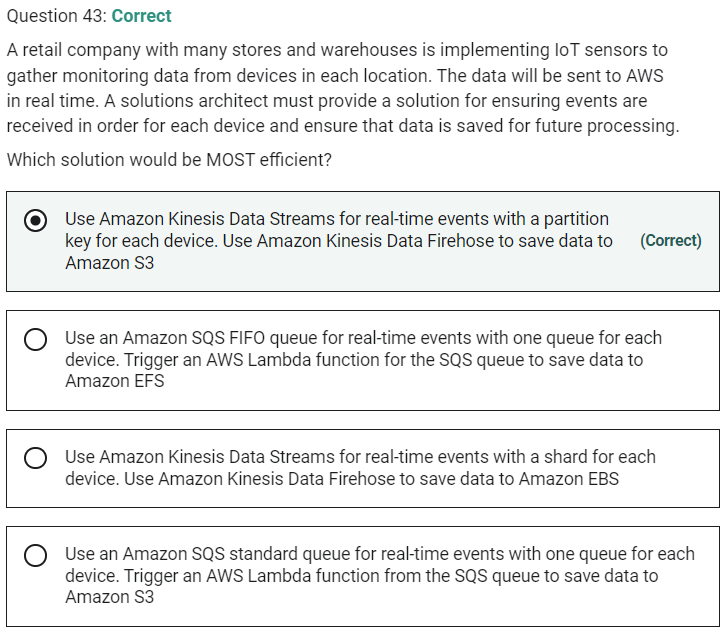 Question 43: Correct
A retail company with many stores and warehouses is implementing IoT sensors to
gather monitoring data from devices in each location. The data will be sent to AWS
in real time. A solutions architect must provide a solution for ensuring events are
received in order for each device and ensure that data is saved for future processing.
Which solution would be MOST efficient?
Use Amazon Kinesis Data Streams for real-time events with a partition
key for each device. Use Amazon Kinesis Data Firehose to save data to
Amazon S3
(Correct)
Use an Amazon SQS FIFO queue for real-time events with one queue for each
device. Trigger an AWS Lambda function for the SQS queue to save data to
Amazon EFS
Use Amazon Kinesis Data Streams for real-time events with a shard for each
device. Use Amazon Kinesis Data Firehose to save data to Amazon EBS
Use an Amazon SQS standard queue for real-time events with one queue for each
device. Trigger an AWS Lambda function from the SQS queue to save data to
Amazon S3